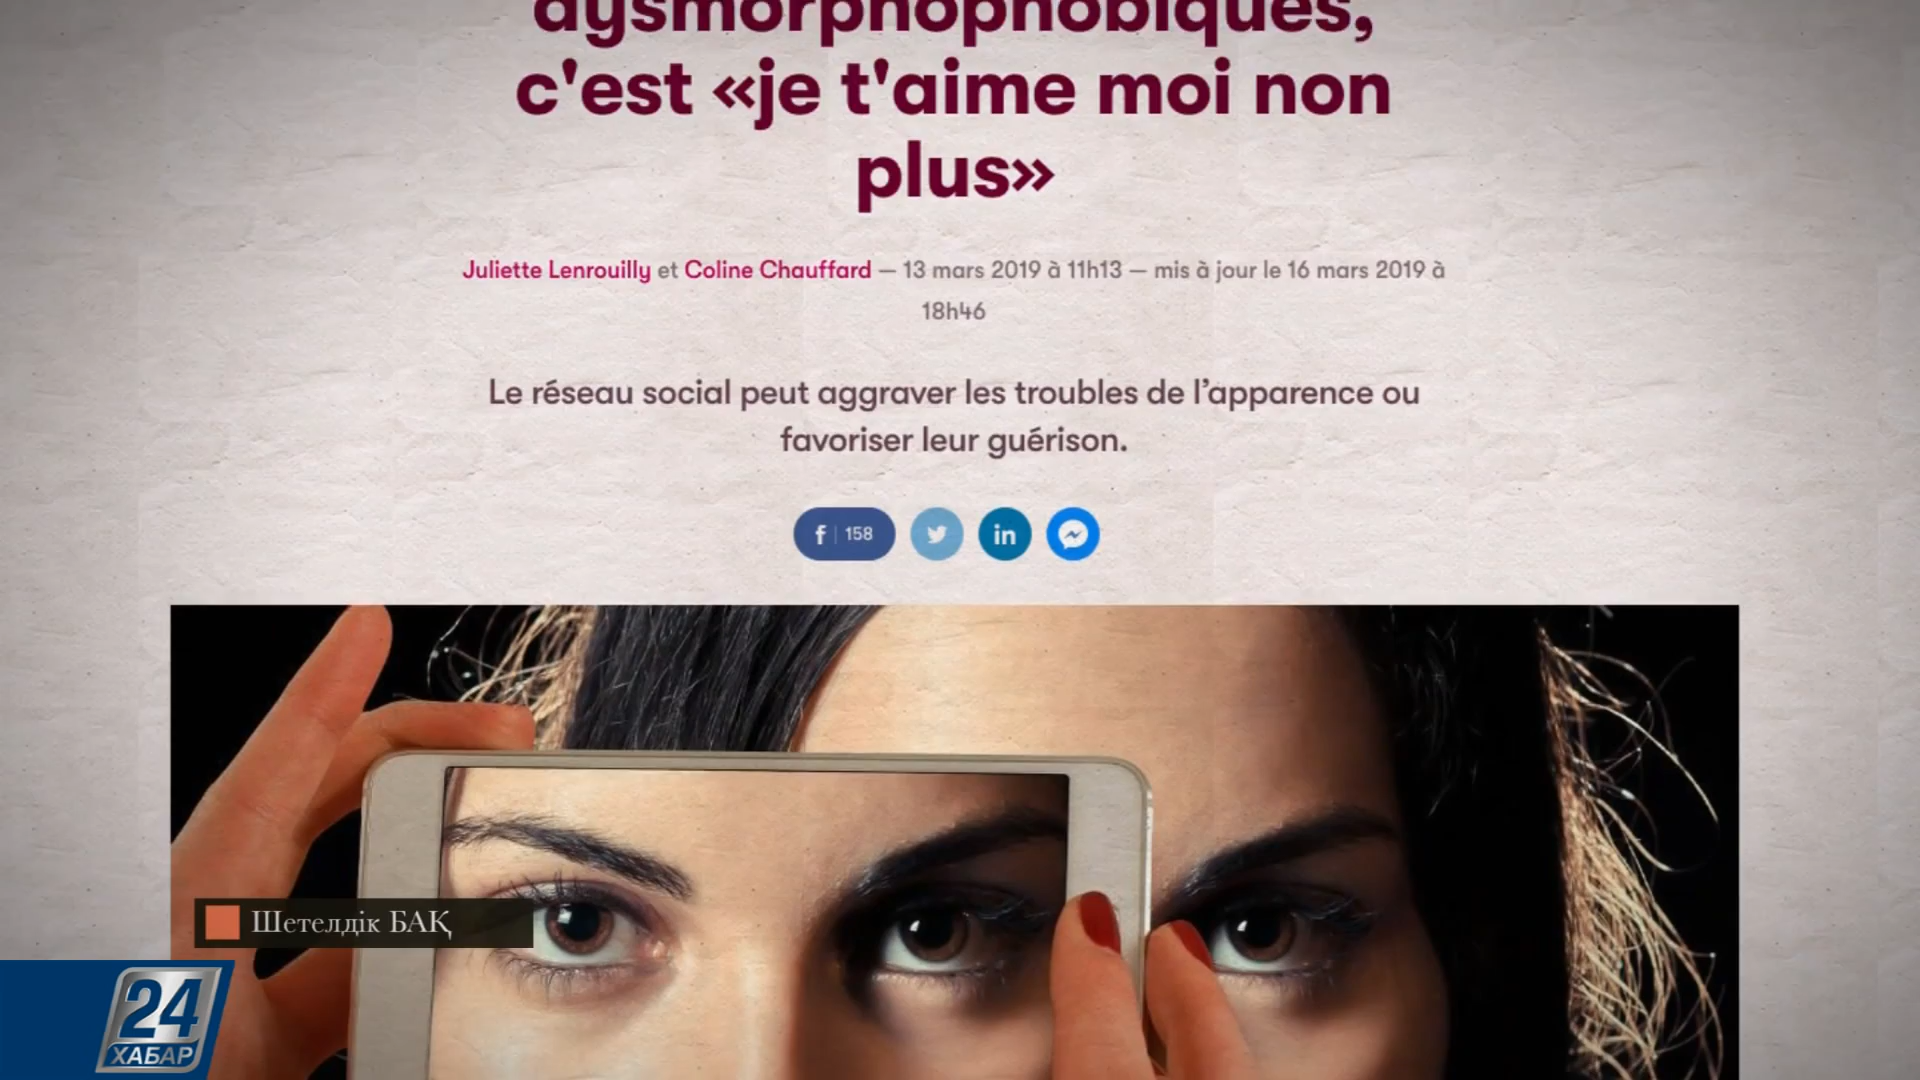 dysmorphophobiques,
c'est «je t'aime moi non
plus»
Juliette Lenrouilly et Coline Chauffard — 13 mars 2019 à 11h13 — mis à jour le 16 mars 2019 à
18h46
Le réseau social peut aggraver les troubles de l’apparence ou
favoriser leur guérison.
f 158
in
Шетелдік БАҚ
24
ХАБАР